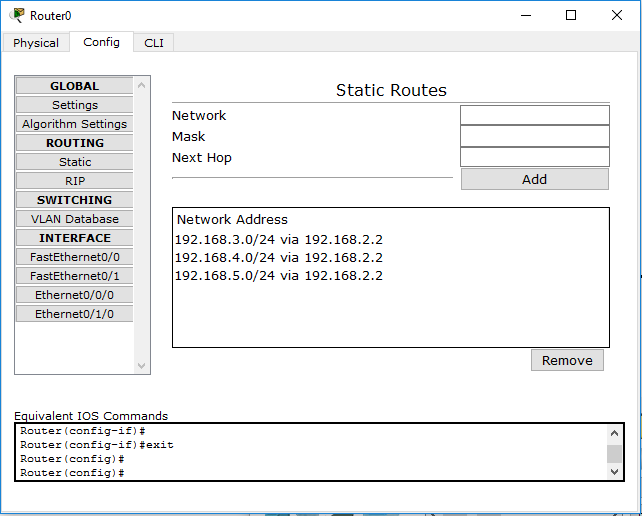 Router0
Physical Config CLI
GLOBAL
Settings
Algorithm Settings
ROUTING
Static
RIP
SWITCHING
VLAN Database
INTERFACE
FastEthernet0/0
FastEthernet0/1
Ethernet0/0/0
Ethernet0/1/0
Static Routes
Network
Mask
Next Hop
Add
Network Address
192.168.3.0/24 via 192.168.2.2
192.168.4.0/24 via 192.168.2.2
192.168.5.0/24 via 192.168.2.2
Remove
Equivalent IOS Commands
Router(config-if)#
Router(config-if)#exit
Router(config)#
Router(config)#